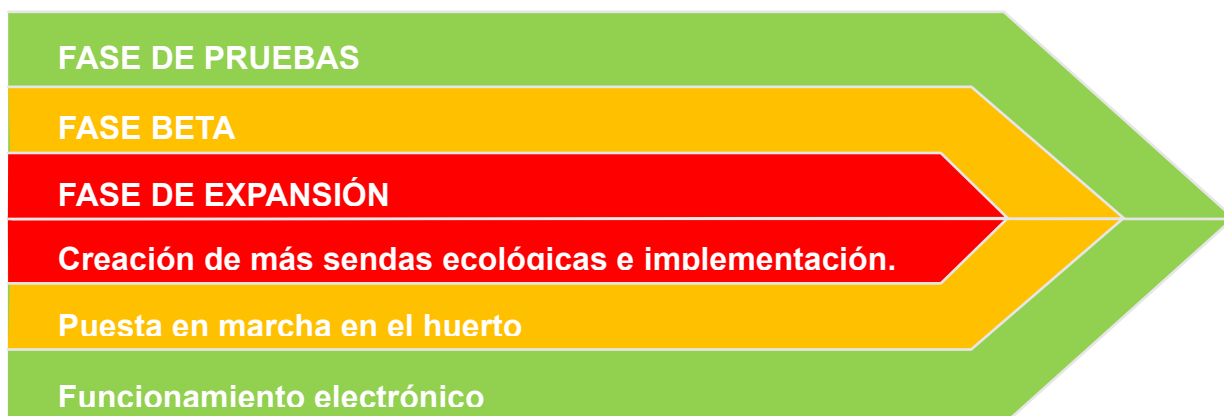 FASE DE PRUEBAS
FASE BETA
FASE DE EXPANSIÓN
Creación de más sendas ecológicas e implementación.
Puesta en marcha en el huerto
Funcionamiento electrónico